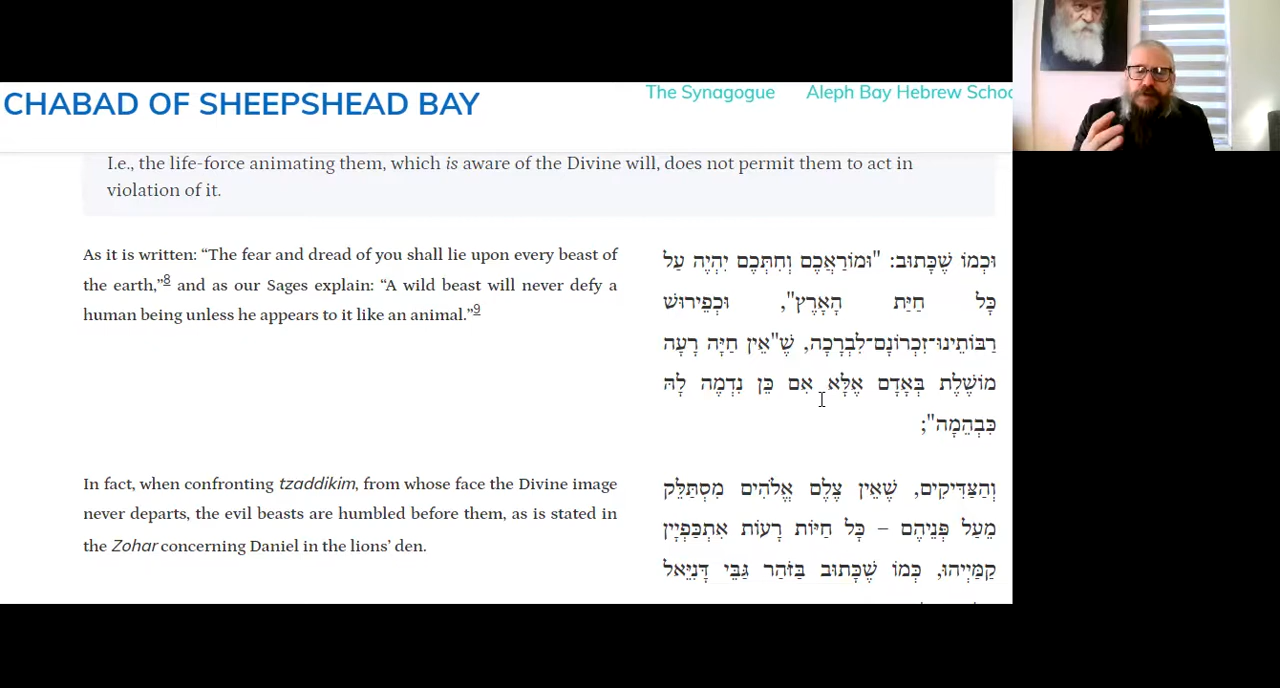 CHABAD OF SHEEPSHEAD BAY
The Synagogue
Aleph Bay Hebrew
I.e., the life-force animating them, which is aware of the Divine will, does not permit them to act in
violation of it.
As it is written: “The fear and dread of you shall lie upon every beast of
the earth,”8 and as our Sages explain: “A wild beast will never defy a
human being unless he appears to it like an animal.”9
וּכְמוֹ שֶׁכָּתוּב: "וּמוֹרַאֲכֶם וְחִתְּכֶם יִהְיֶה עַל
כָּל חַיַּת הָאָרֶץ", וּכְפֵירוּשׁ
רַבּוֹתֵינוּ־זִכְרוֹנָם־לִבְרָכָה, שֶׁ"אֵין חַיָּה רָעָה
מוֹשֶׁלֶת בְּאָדָם אֶלָּא אִם כֵּן נִדְמֶה לָהּ
כִּבְהֵמָה";
In fact, when confronting tzaddikim, from whose face the Divine image
never departs, the evil beasts are humbled before them, as is stated in
the Zohar concerning Daniel in the lions’ den.
וְהַצַּדִּיקִים, שֶׁאֵין צֶלֶם אֱלֹהִים מִסְתַּלֵּק
מֵעַל פְּנֵיהֶם – כָּל חַיּוֹת רָעוֹת אִתְכַּפְיָין
קַמַּיְיהוּ, כְּמוֹ שֶׁכָּתוּב בַּזֹּהַר גַּבֵּי דָּנִיֵּאל